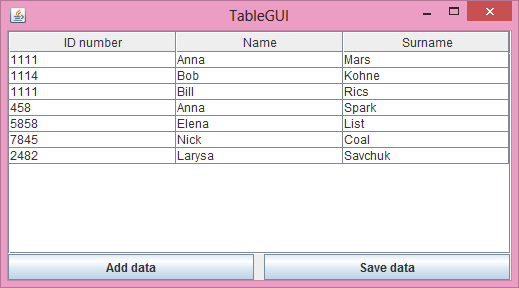 TableGUI
ID number Name Surname
1111 Anna Mars
1114 Bob Kohne
1111 Bill Rics
458 Anna Spark
5858 Elena List
7845 Nick Coal
2482 Larysa Savchuk
Add data Save data